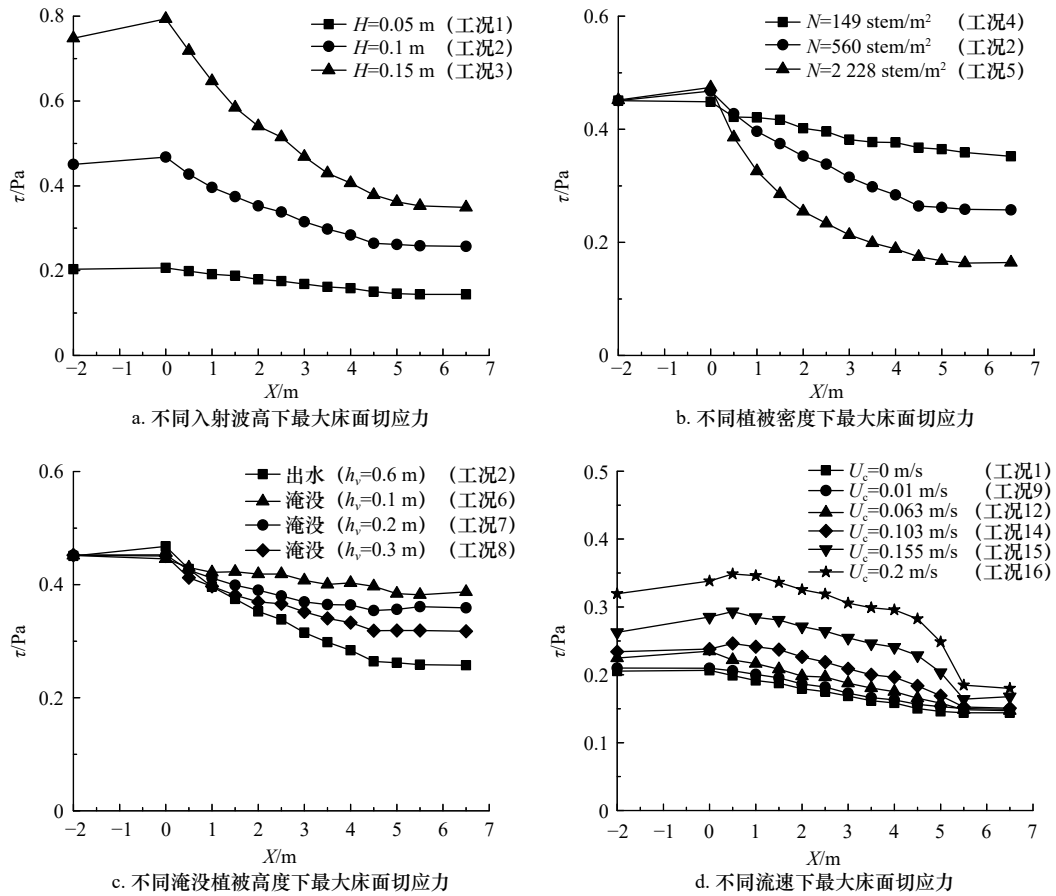 H=0.05 m（工况1）
H=0.1 m（工况2）
H=0.15 m（工况3）
0.8
0.6
0.4
0.2
0
τ/Pa
−2 −1 0 1 2 3 4 5 6 7
X/m
a. 不同入射波高下最大床面切应力
N=149 stem/m² （工况4）
N=560 stem/m² （工况2）
N=2 228 stem/m² （工况5）
0.6
0.4
0.2
0
τ/Pa
−2 −1 0 1 2 3 4 5 6 7
X/m
b. 不同植被密度下最大床面切应力
出水（hv=0.6 m）（工况2）
淹没（hv=0.1 m）（工况6）
淹没（hv=0.2 m）（工况7）
淹没（hv=0.3 m）（工况8）
0.6
0.4
0.2
0
τ/Pa
−2 −1 0 1 2 3 4 5 6 7
X/m
c. 不同淹没植被高度下最大床面切应力
Uc=0 m/s （工况1）
Uc=0.01 m/s （工况9）
Uc=0.063 m/s（工况12）
Uc=0.103 m/s（工况14）
Uc=0.155 m/s（工况15）
Uc=0.2 m/s （工况16）
0.5
0.4
0.3
0.2
0.1
0
τ/Pa
−2 −1 0 1 2 3 4 5 6 7
X/m
d. 不同流速下最大床面切应力